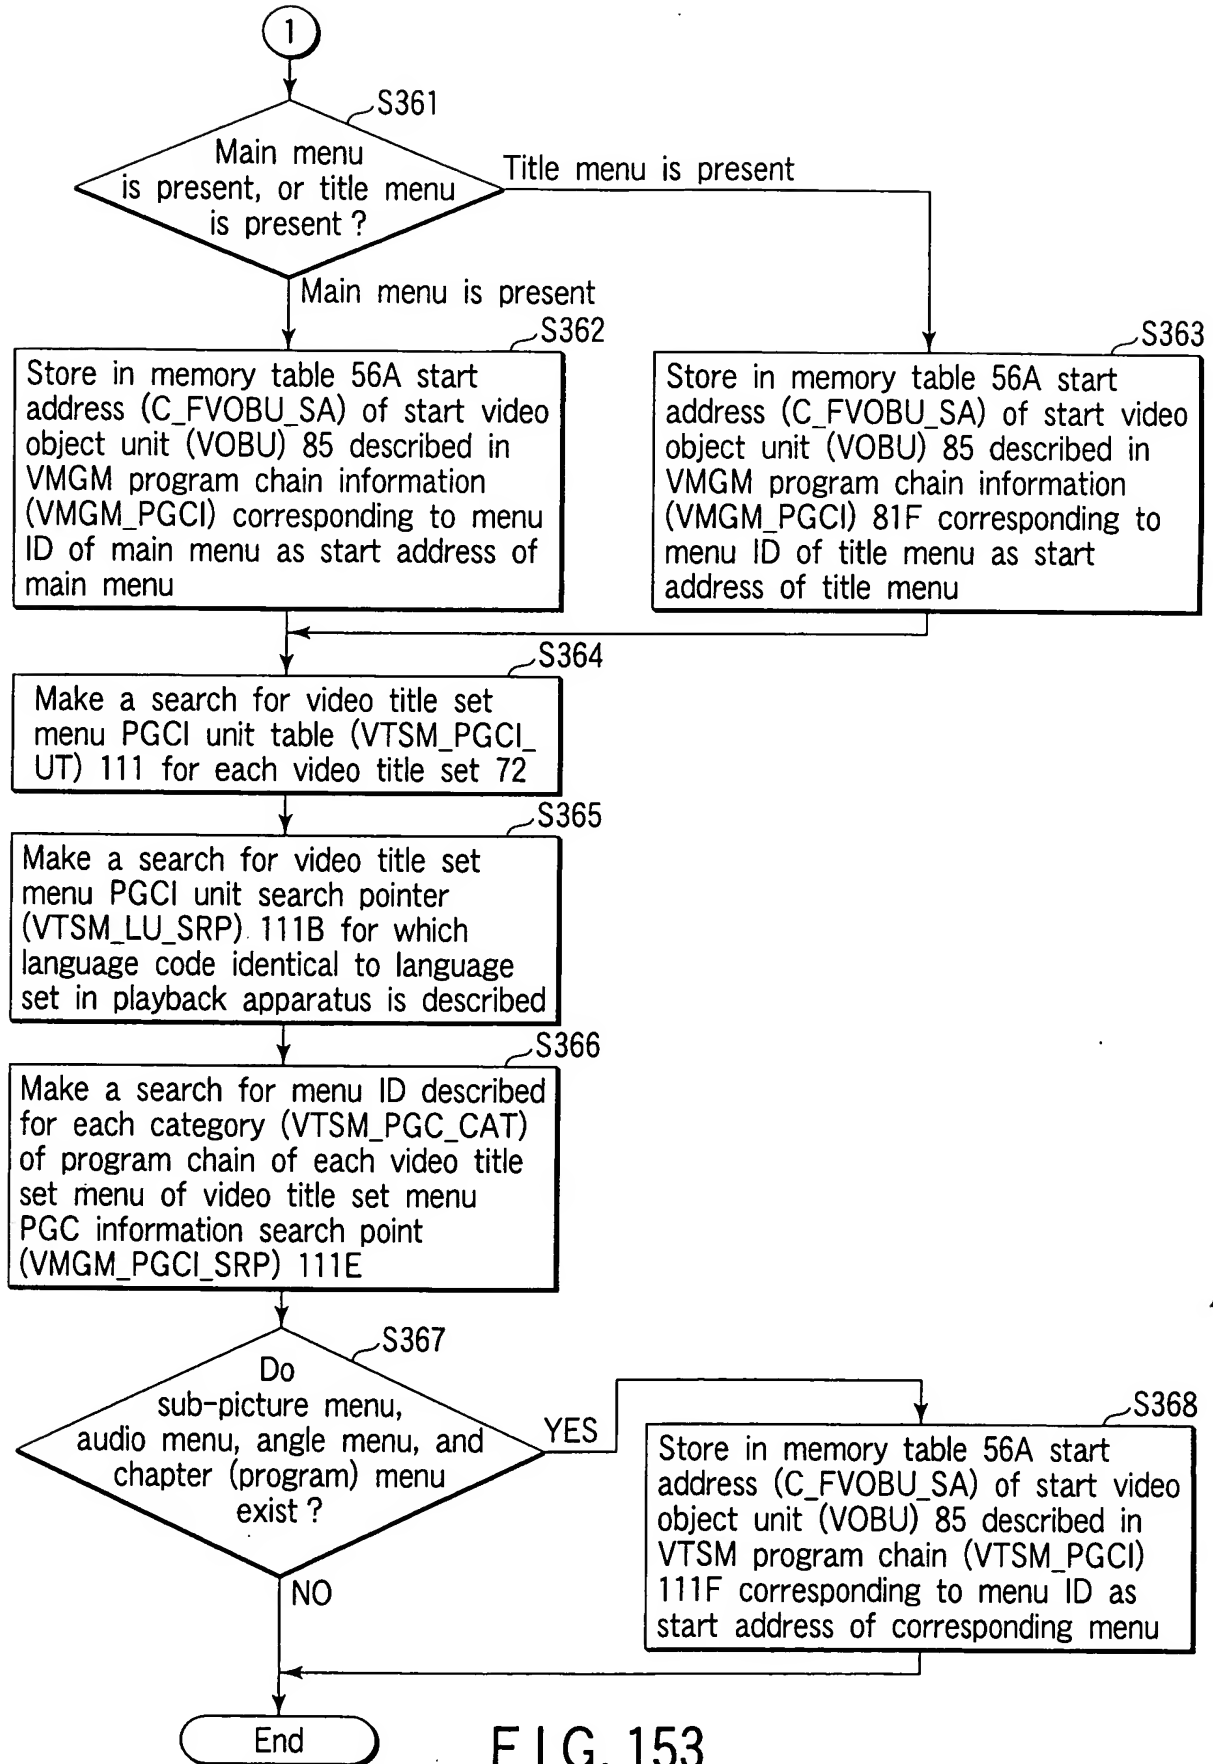 1
S361
Main menu
is present, or title menu
is present ?
Title menu is present
Main menu is present
S362
Store in memory table 56A start
address (C_FVOBU_SA) of start video
object unit (VOBU) 85 described in
VMGM program chain information
(VMGM_PGCI) corresponding to menu
ID of main menu as start address of
main menu
S363
Store in memory table 56A start
address (C_FVOBU_SA) of start video
object unit (VOBU) 85 described in
VMGM program chain information
(VMGM_PGCI) 81F corresponding to
menu ID of title menu as start
address of title menu
S364
Make a search for video title set
menu PGCI unit table (VTSM_PGCI_
UT) 111 for each video title set 72
S365
Make a search for video title set
menu PGCI unit search pointer
(VTSM_LU_SRP) 111B for which
language code identical to language
set in playback apparatus is described
S366
Make a search for menu ID described
for each category (VTSM_PGC_CAT)
of program chain of each video title
set menu of video title set menu
PGC information search point
(VMGM_PGCI_SRP) 111E
S367
Do
sub-picture menu,
audio menu, angle menu, and
chapter (program) menu
exist ?
YES
S368
Store in memory table 56A start
address (C_FVOBU_SA) of start video
object unit (VOBU) 85 described in
VTSM program chain (VTSM_PGCI)
111F corresponding to menu ID as
start address of corresponding menu
NO
End
FIG. 153